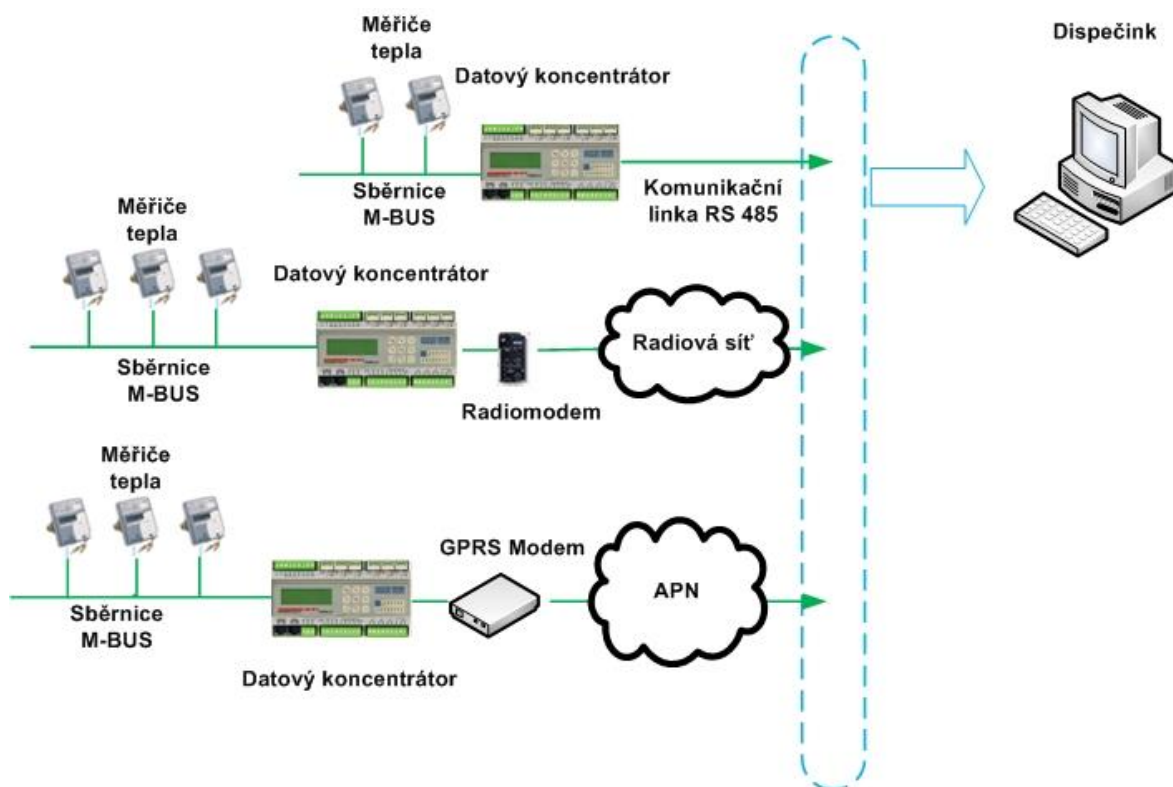 Měřiče
tepla
Datový koncentrátor
Dispečink
Sběrnice
M-BUS
Komunikační
linka RS 485
Měřiče
tepla
Datový koncentrátor
Radiová síť
Sběrnice
M-BUS
Radiomodem
Měřiče
tepla
GPRS Modem
APN
Sběrnice
M-BUS
Datový koncentrátor